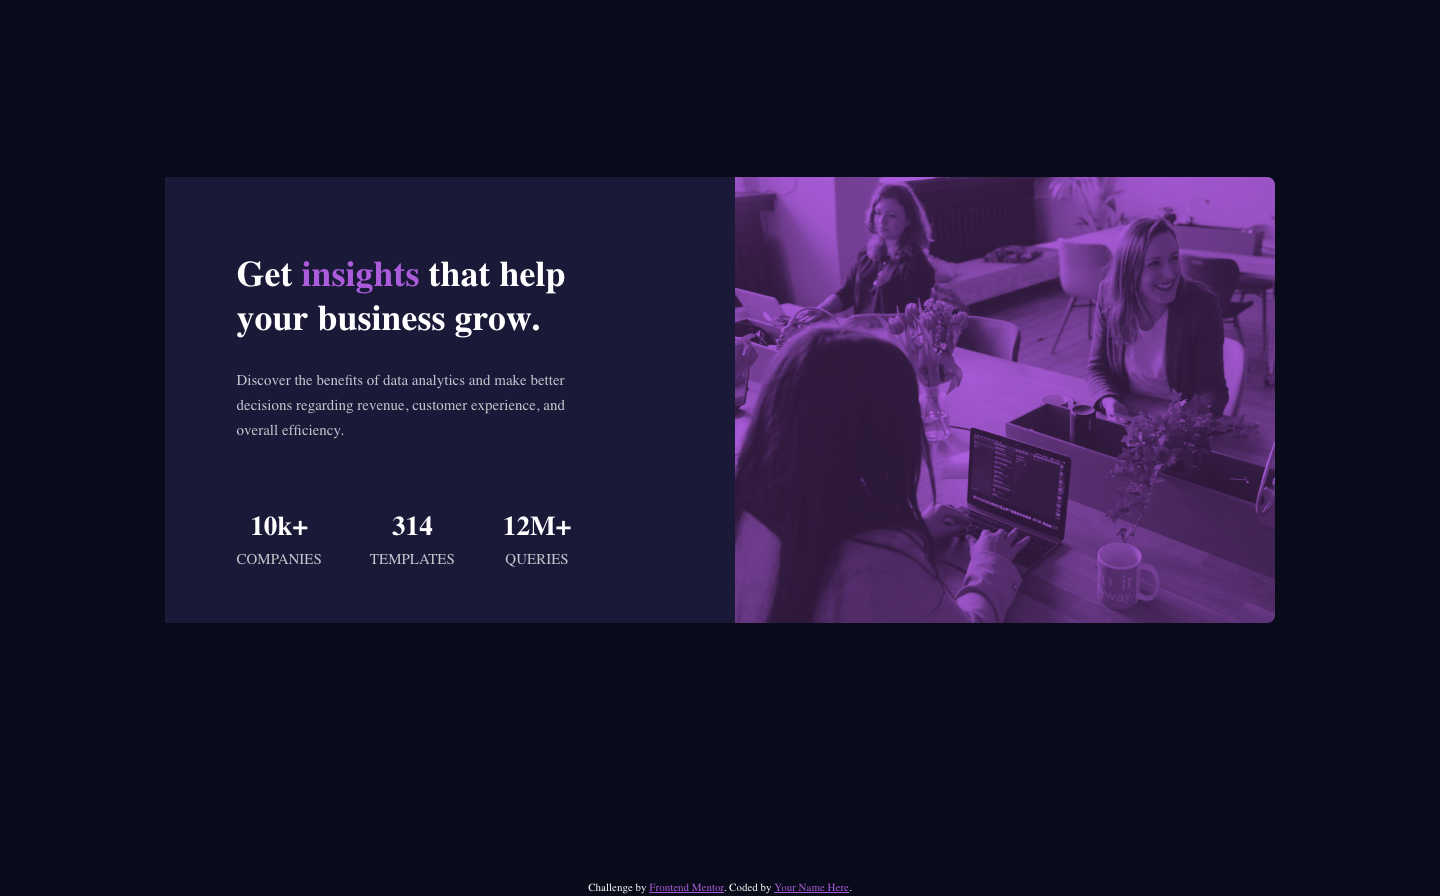 Get insights that help
your business grow.
Discover the benefits of data analytics and make better
decisions regarding revenue, customer experience, and
overall efficiency.
10k+
314
12M+
COMPANIES
TEMPLATES
QUERIES
Challenge by Frontend Mentor. Coded by Your Name Here.